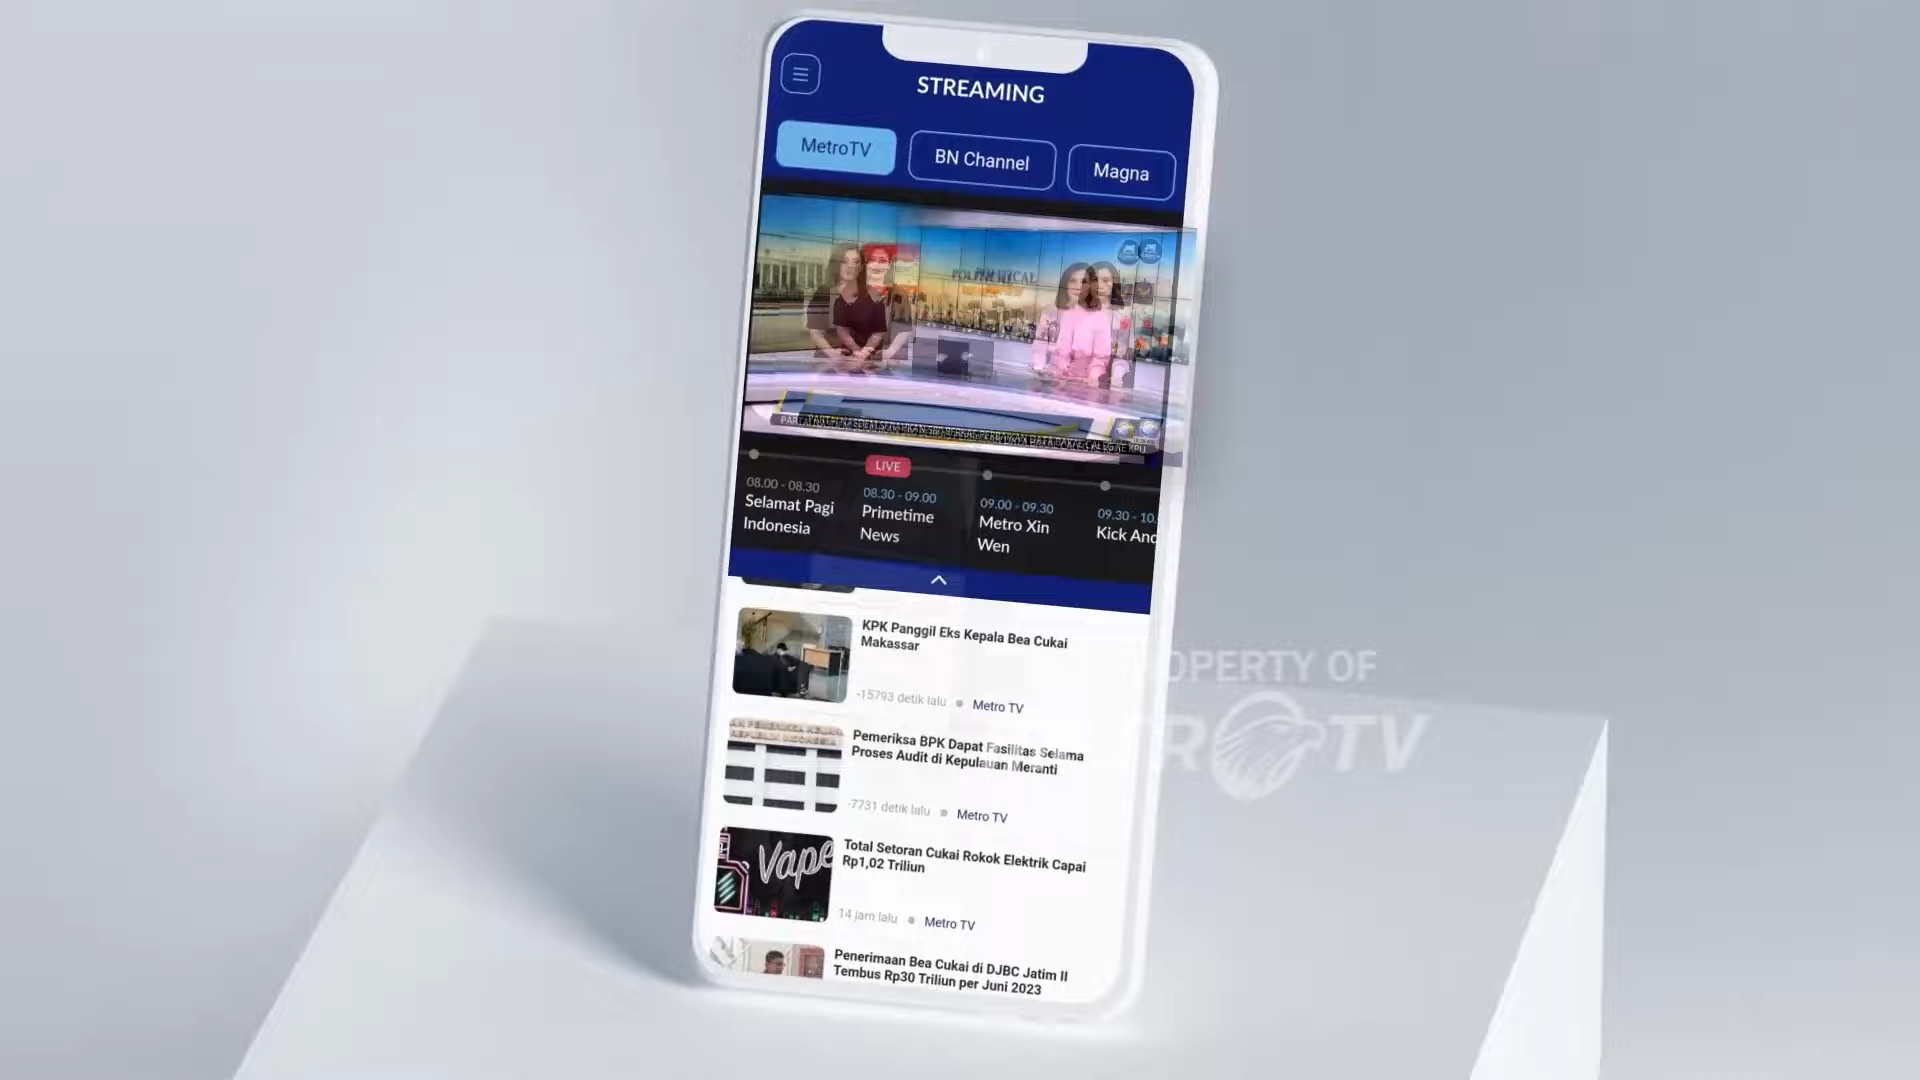 STREAMING
MetroTV
BN Channel
Magna
LIVE
08.00 - 08.30
Selamat Pagi
Indonesia
08.30 - 09.00
Primetime
News
09.00 - 09.30
Metro Xin
Wen
09.30 - 10.
Kick And
KPK Panggil Eks Kepala Bea Cukai
Makassar
-15793 detik lalu
Metro TV
Pemeriksa BPK Dapat Fasilitas Selama
Proses Audit di Kepulauan Meranti
-7731 detik lalu
Metro TV
Vape
Total Setoran Cukai Rokok Elektrik Capai
Rp1,02 Triliun
14 jam lalu
Metro TV
Penerimaan Bea Cukai di DJBC Jatim II
Tembus Rp30 Triliun per Juni 2023
OPERTY OF
R TV